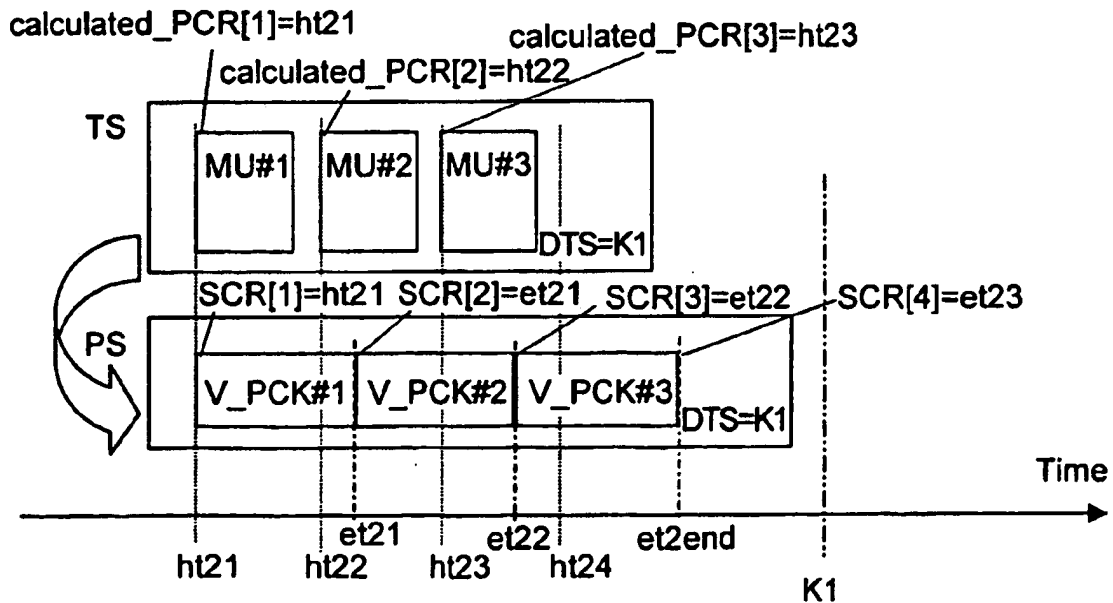 calculated_PCR[1]=ht21
calculated_PCR[3]=ht23
calculated_PCR[2]=ht22
TS
MU#1 MU#2 MU#3
DTS=K1
SCR[1]=ht21 SCR[2]=et21 SCR[3]=et22 SCR[4]=et23
PS
V_PCK#1 V_PCK#2 V_PCK#3
DTS=K1
Time
et21 et22 et2end
ht21 ht22 ht23 ht24
K1